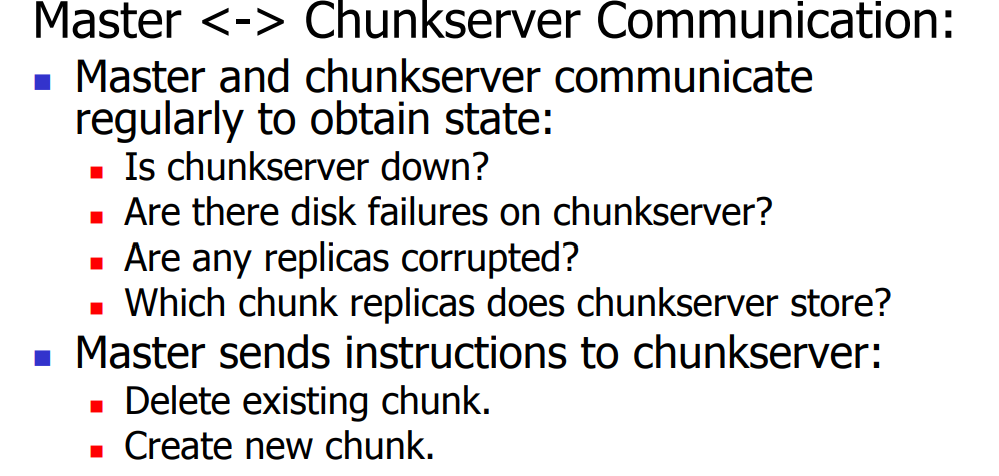 Master <-> Chunkserver Communication:
Master and chunkserver communicate
regularly to obtain state:
Is chunkserver down?
Are there disk failures on chunkserver?
Are any replicas corrupted?
Which chunk replicas does chunkserver store?
Master sends instructions to chunkserver:
Delete existing chunk.
Create new chunk.